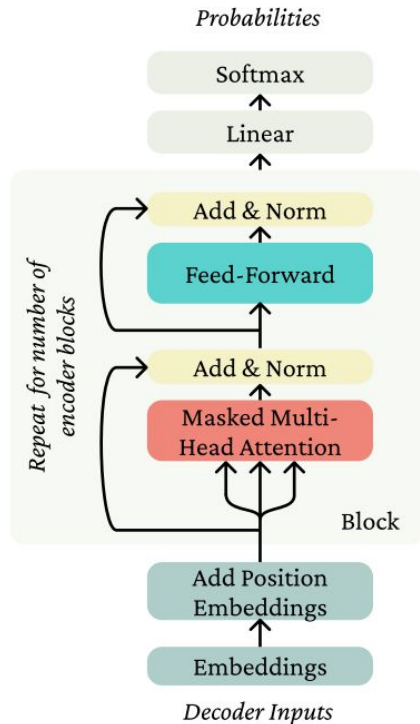 Probabilities
Softmax
Linear
Add & Norm
Feed-Forward
Repeat for number of
encoder blocks
Add & Norm
Masked Multi-
Head Attention
Block
Add Position
Embeddings
Embeddings
Decoder Inputs